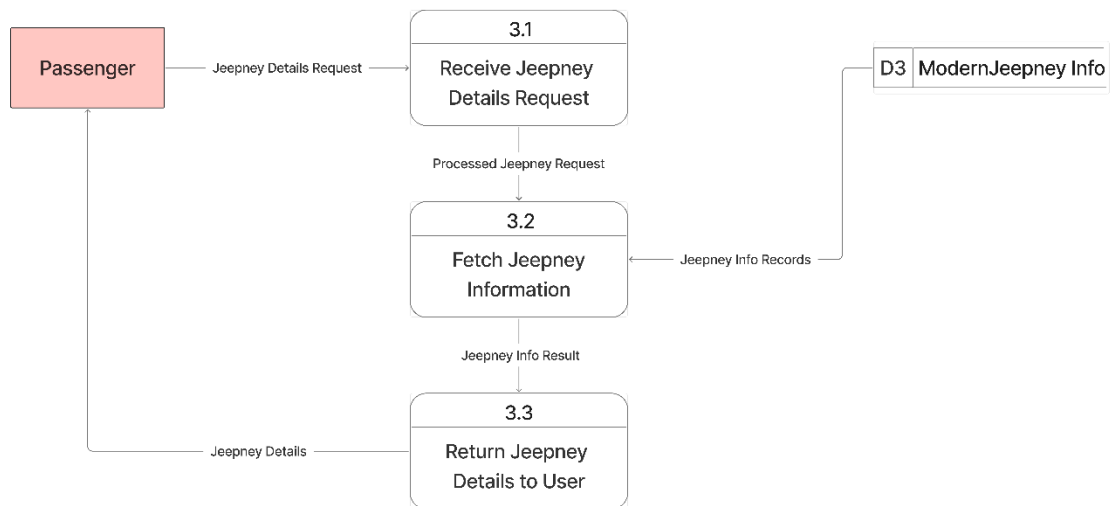 3.1
Passenger
Jeepney Details Request
Receive Jeepney
Details Request
D3
ModernJeepney Info
Processed Jeepney Request
3.2
Fetch Jeepney
Information
Jeepney Info Records
Jeepney Info Result
3.3
Jeepney Details
Return Jeepney
Details to User